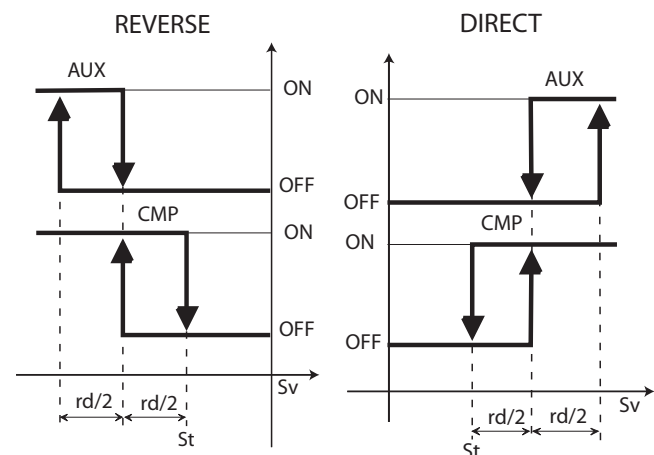 REVERSE
AUX
ON
OFF
CMP
ON
OFF
Sv
rd/2
rd/2
St
DIRECT
AUX
ON
OFF
CMP
ON
OFF
Sv
rd/2
rd/2
St